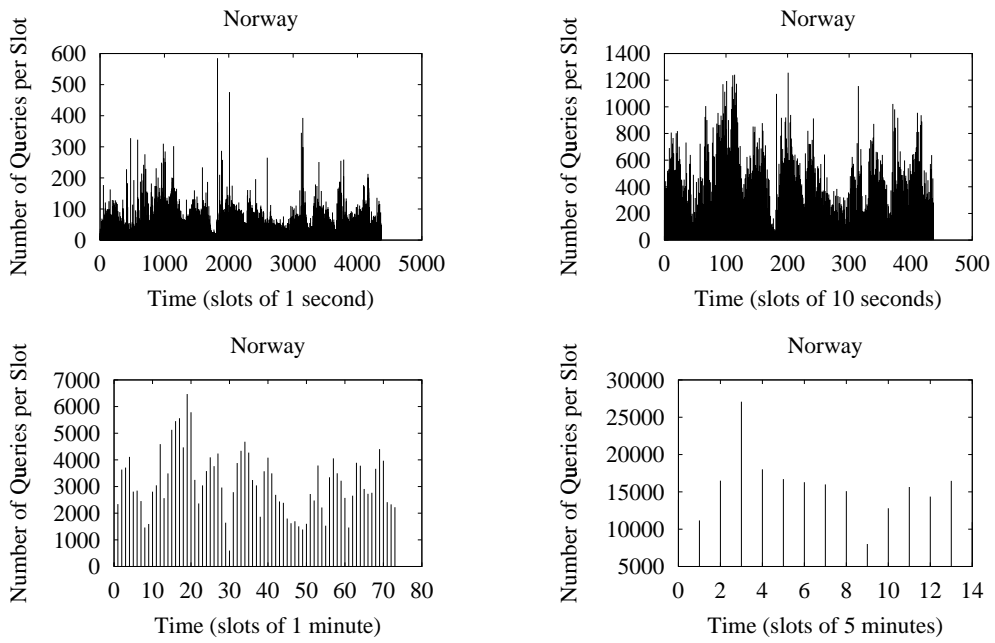 Norway
Number of Queries per Slot
600
500
400
300
200
100
0
0 1000 2000 3000 4000 5000
Time (slots of 1 second)
Norway
Number of Queries per Slot
1400
1200
1000
800
600
400
200
0
0 100 200 300 400 500
Time (slots of 10 seconds)
Norway
Number of Queries per Slot
7000
6000
5000
4000
3000
2000
1000
0
0 10 20 30 40 50 60 70 80
Time (slots of 1 minute)
Norway
Number of Queries per Slot
30000
25000
20000
15000
10000
5000
0 2 4 6 8 10 12 14
Time (slots of 5 minutes)